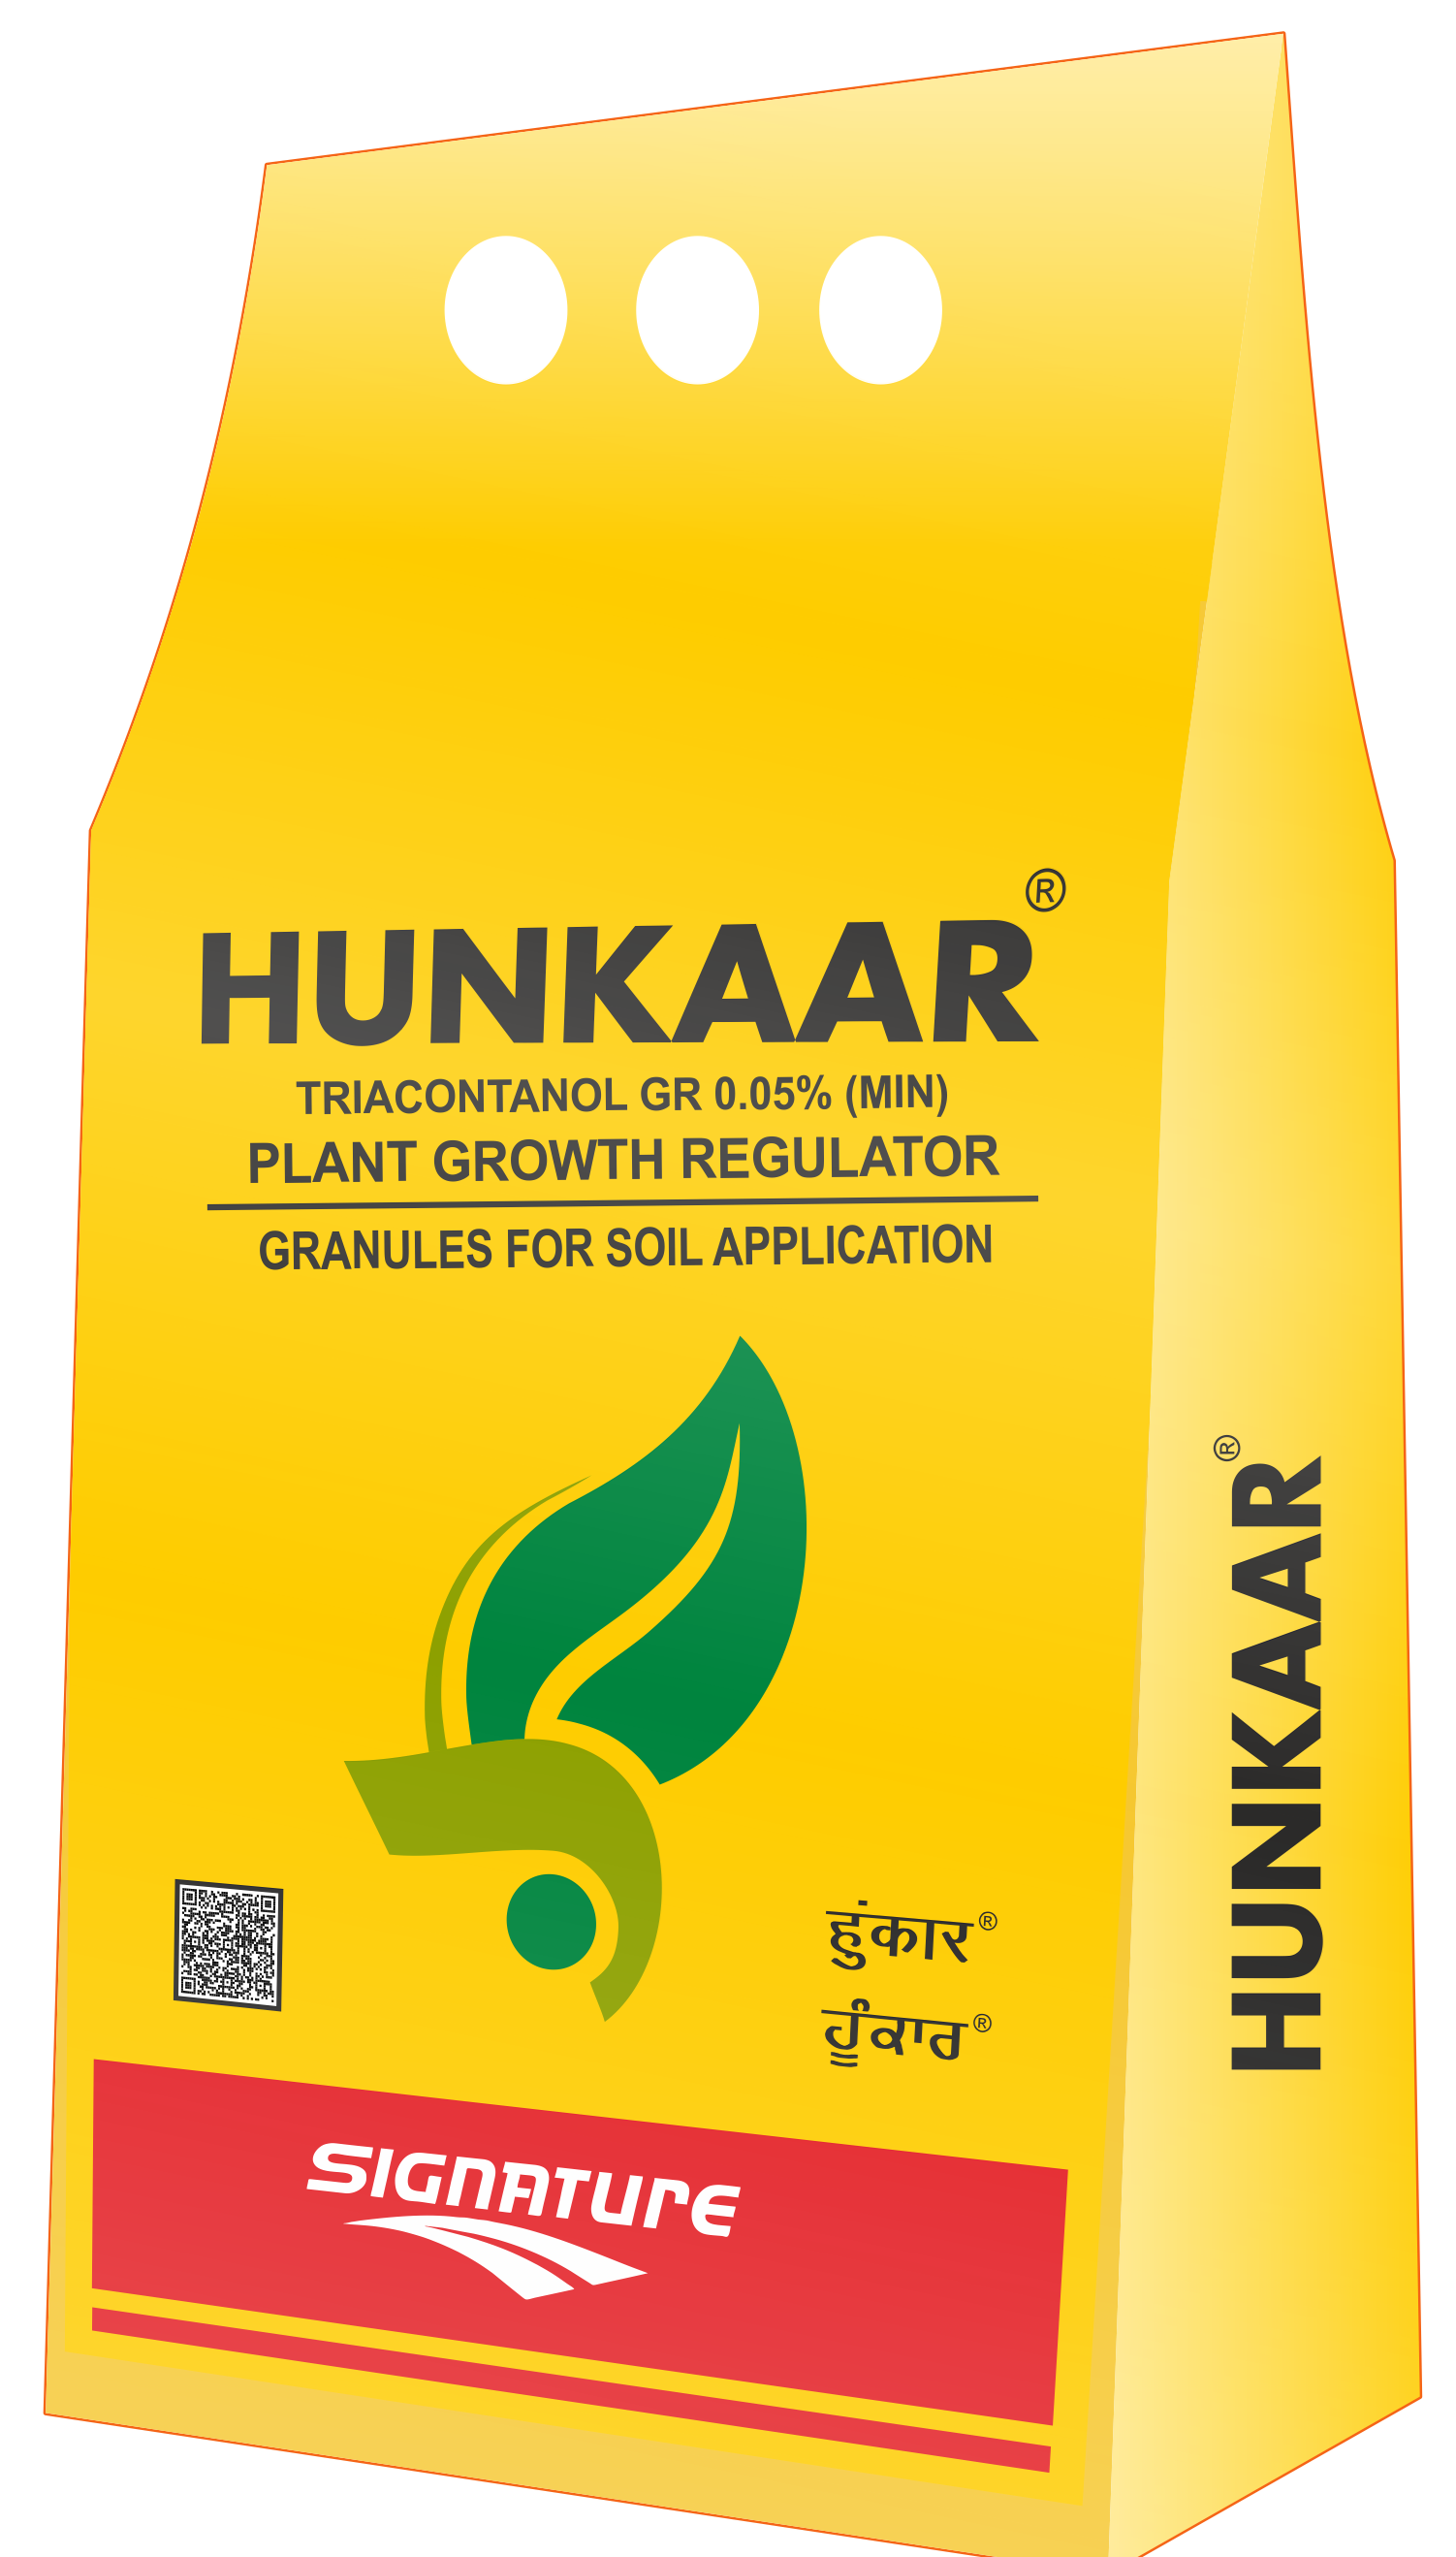 HUNKAAR®
TRIACONTANOL GR 0.05% (MIN)
PLANT GROWTH REGULATOR
GRANULES FOR SOIL APPLICATION
हुंकार®
ਹੂੰਕਾਰ®
SIGNATURE
HUNKAAR®